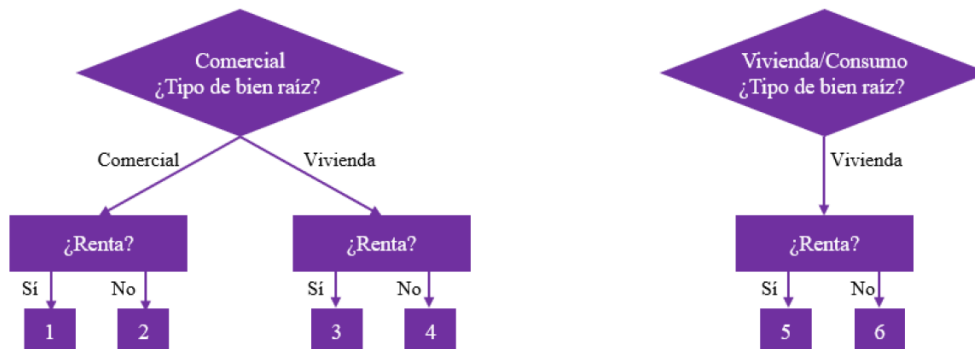 Comercial
¿Tipo de bien raíz?
Vivienda/Consumo
¿Tipo de bien raíz?
Comercial
Vivienda
Vivienda
¿Renta?
¿Renta?
¿Renta?
Sí
No
Sí
No
Sí
No
1
2
3
4
5
6